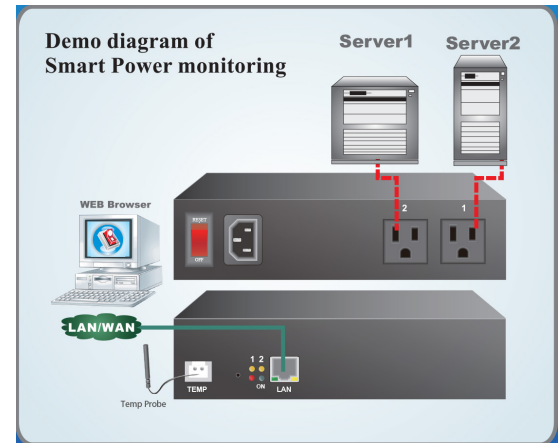 Demo diagram of
Smart Power monitoring
Server1
Server2
WEB Browser
RESET
OFF
2
1
LAN/WAN
1 2
ON
TEMP
LAN
Temp Probe